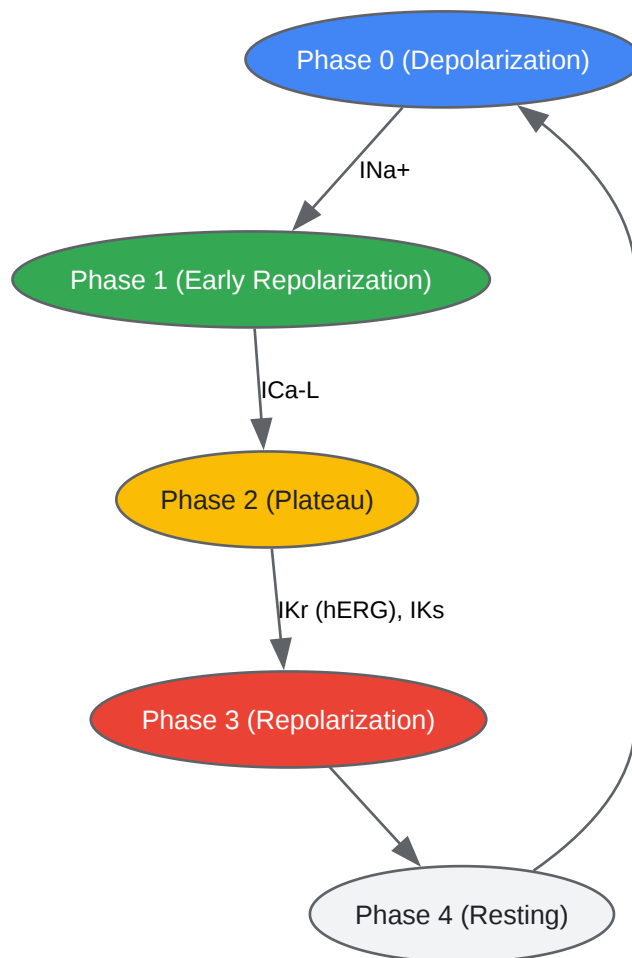 Phase 0 (Depolarization)
INa+
Phase 1 (Early Repolarization)
ICa-L
Phase 2 (Plateau)
IKr (hERG), IKs
Phase 3 (Repolarization)
Phase 4 (Resting)